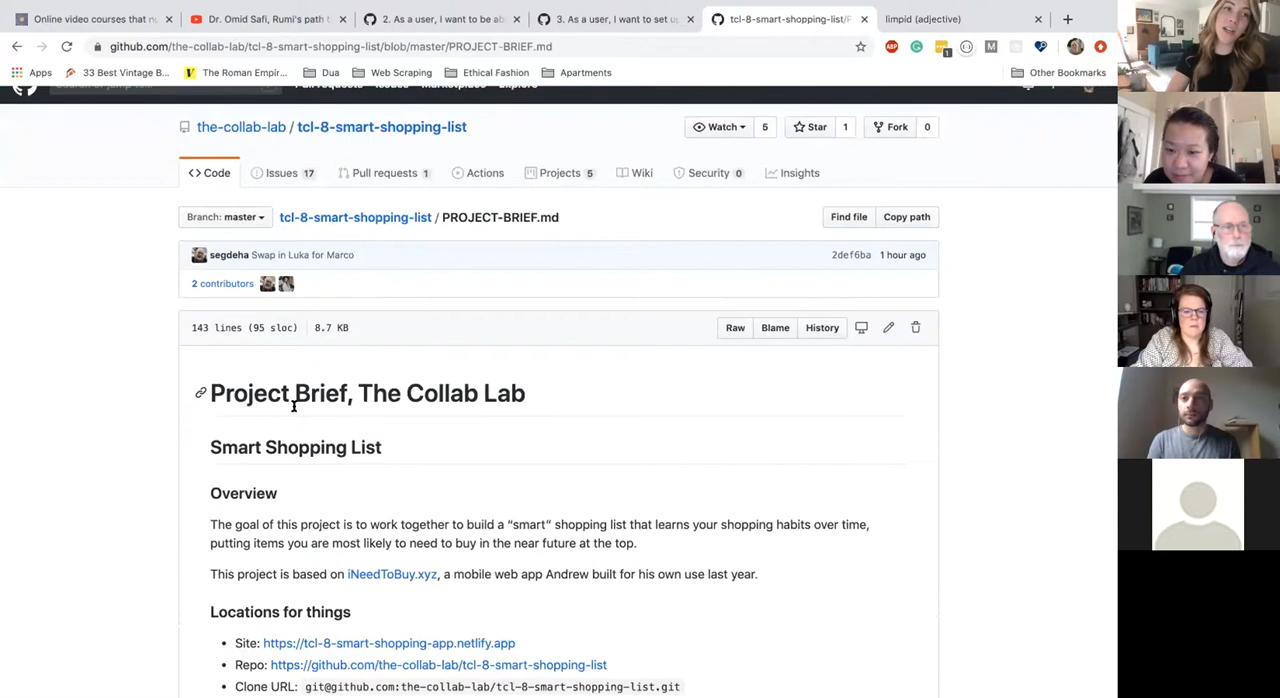 Online video courses that nu
Dr. Omid Safi, Rumi's path t
2. As a user, I want to be ab
3. As a user, I want to set up
tcl-8-smart-shopping-list/P
limpid (adjective)
github.com/the-collab-lab/tcl-8-smart-shopping-list/blob/master/PROJECT-BRIEF.md
ABP
1
M
Apps
33 Best Vintage B...
V The Roman Empir...
Dua
Web Scraping
Ethical Fashion
Apartments
Other Bookmarks
Pull requests Issues Marketplace Explore
the-collab-lab / tcl-8-smart-shopping-list
Watch 5
Star 1
Fork 0
<> Code
Issues 17
Pull requests 1
Actions
Projects 5
Wiki
Security 0
Insights
Branch: master
tcl-8-smart-shopping-list / PROJECT-BRIEF.md
Find file
Copy path
segdeha Swap in Luka for Marco
2def6ba 1 hour ago
2 contributors
143 lines (95 sloc) 8.7 KB
Raw
Blame
History
Project Brief, The Collab Lab
Smart Shopping List
Overview
The goal of this project is to work together to build a “smart” shopping list that learns your shopping habits over time,
putting items you are most likely to need to buy in the near future at the top.
This project is based on iNeedToBuy.xyz, a mobile web app Andrew built for his own use last year.
Locations for things
• Site: https://tcl-8-smart-shopping-app.netlify.app
• Repo: https://github.com/the-collab-lab/tcl-8-smart-shopping-list
• Clone URL: git@github.com:the-collab-lab/tcl-8-smart-shopping-list.git